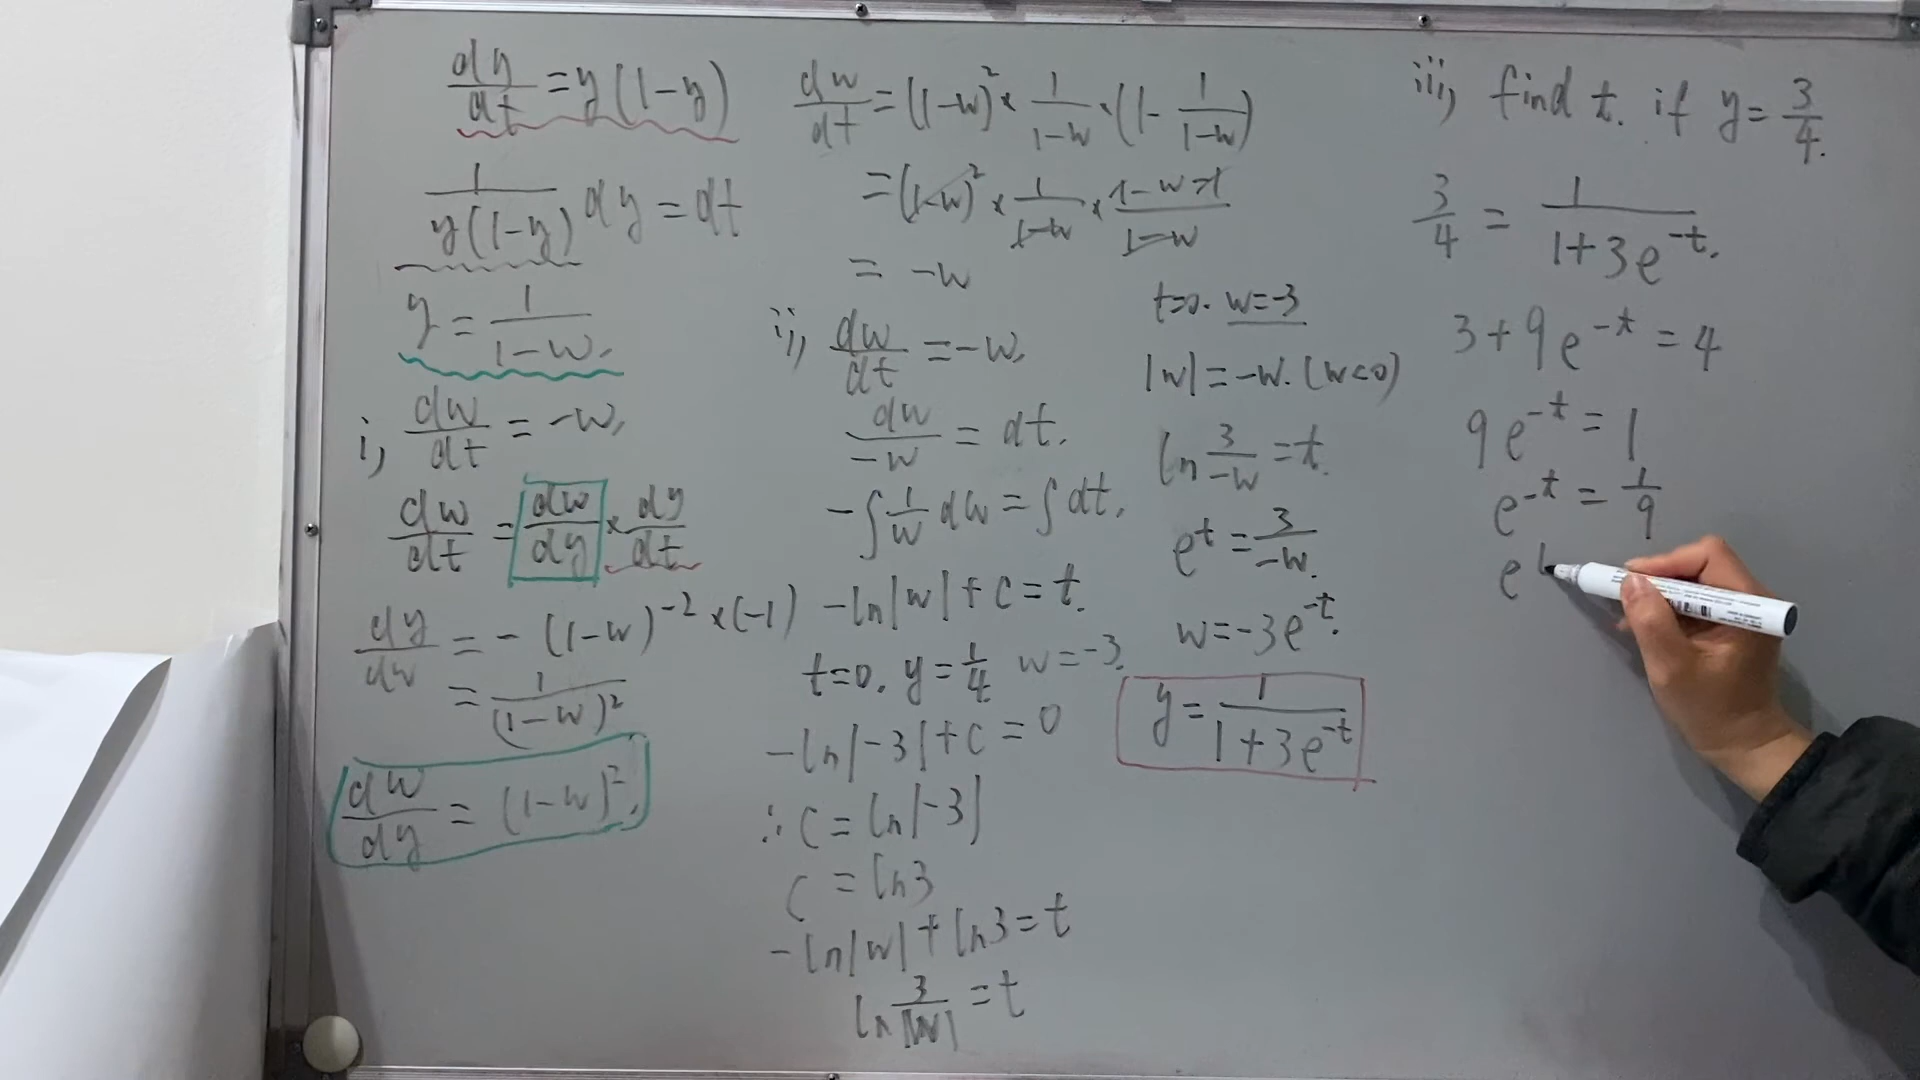 dy/dt = y(1-y)
1/y(1-y) dy = dt
y = 1/1-w,
i, dw/dt = -w,
dw/dt = dw/dy × dy/dt
dy/dw = -(1-w)^-2 × (-1)
= 1/(1-w)^2
dw/dy = (1-w)^2,
dw/dt = (1-w)^2 × 1/1-w × (1- 1/1-w)
= (1-w)^2 × 1/1-w × 1-w-1/1-w
= -w
ii, dw/dt = -w,
dw/-w = dt.
-∫ 1/w dw = ∫ dt,
-ln|w| + c = t.
t=0. y=1/4 w=-3.
-ln|-3| + c = 0
∴ c = ln|-3|
c = ln3
-ln|w| + ln3 = t
ln 3/|w| = t
t=0. w=-3
|w| = -w. (w<0)
ln 3/-w = t.
e^t = 3/-w.
w = -3e^-t.
y = 1/1+3e^-t
iii, find t. if y = 3/4.
3/4 = 1/1+3e^-t.
3+9e^-t = 4
9e^-t = 1
e^-t = 1/9
e